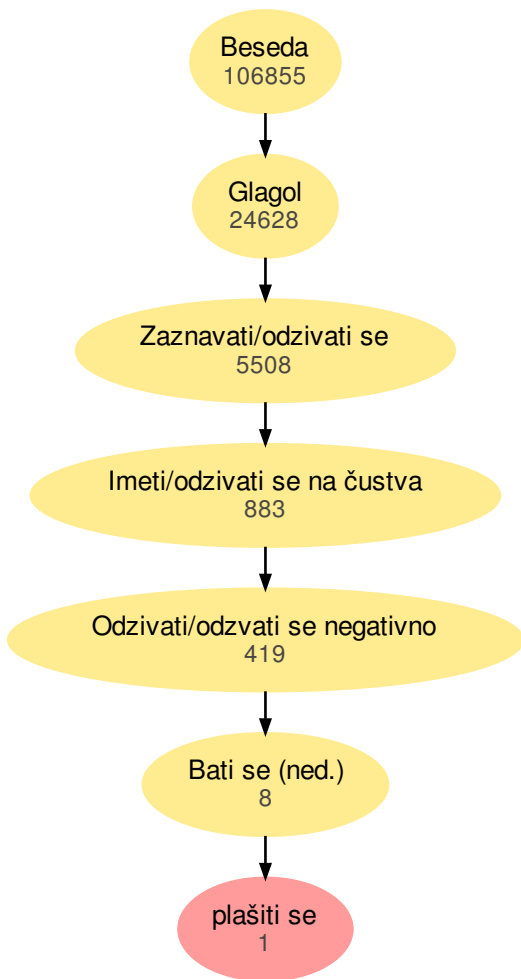 Beseda
106855
Glagol
24628
Zaznavati/odzivati se
5508
Imeti/odzivati se na čustva
883
Odzivati/odzvati se negativno
419
Bati se (ned.)
8
plašiti se
1